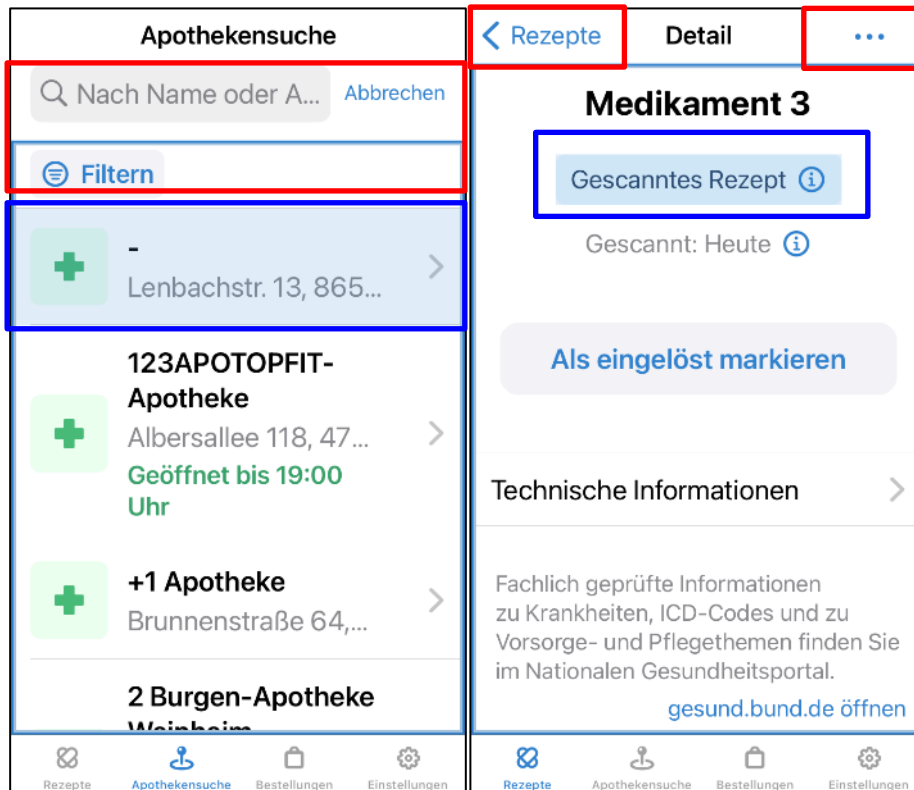 Apothekensuche
Nach Name oder A...
Abbrechen
Filtern
-
Lenbachstr. 13, 865...
123APOTOPFIT-
Apotheke
Albersallee 118, 47...
Geöffnet bis 19:00
Uhr
+1 Apotheke
Brunnenstraße 64,...
2 Burgen-Apotheke
Weinheim
Rezepte
Apothekensuche
Bestellungen
Einstellungen
Rezepte
Detail
Medikament 3
Gescanntes Rezept
Gescannt: Heute
Als eingelöst markieren
Technische Informationen
Fachlich geprüfte Informationen
zu Krankheiten, ICD-Codes und zu
Vorsorge- und Pflegethemen finden Sie
im Nationalen Gesundheitsportal.
gesund.bund.de öffnen
Rezepte
Apothekensuche
Bestellungen
Einstellungen